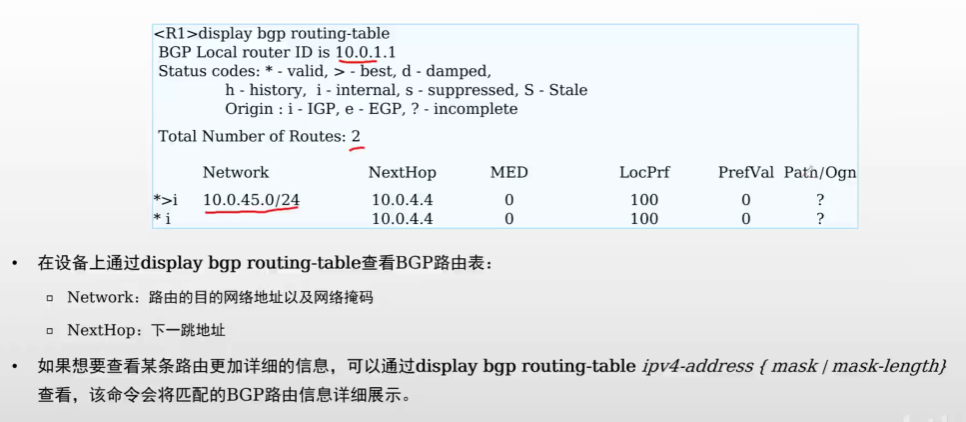 <R1>display bgp routing-table
BGP Local router ID is 10.0.1.1
Status codes: * - valid, > - best, d - damped,
h - history, i - internal, s - suppressed, S - Stale
Origin : i - IGP, e - EGP, ? - incomplete
Total Number of Routes: 2
Network NextHop MED LocPrf PrefVal Path/Ogn
*>i 10.0.45.0/24 10.0.4.4 0 100 0 ?
* i 10.0.4.4 0 100 0 ?
• 在设备上通过display bgp routing-table查看BGP路由表：
▫ Network：路由的目的网络地址以及网络掩码
▫ NextHop：下一跳地址
• 如果想要查看某条路由更加详细的信息，可以通过display bgp routing-table ipv4-address { mask | mask-length}
查看，该命令会将匹配的BGP路由信息详细展示。